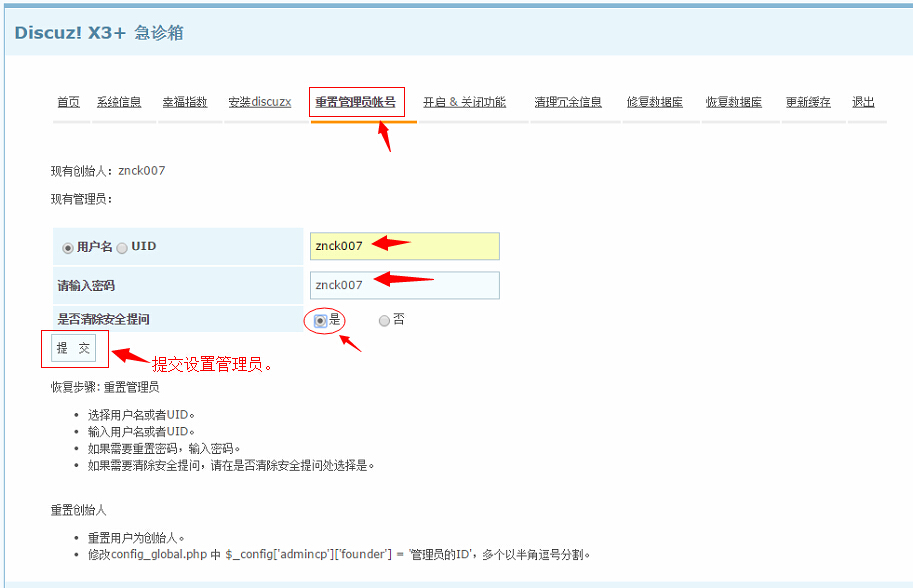 Discuz! X3+ 急诊箱
首页 系统信息 幸福指数 安装discuzx 重置管理员帐号 开启 & 关闭功能 清理冗余信息 修复数据库 恢复数据库 更新缓存 退出
现有创始人：znck007
现有管理员：
用户名 UID znck007
请输入密码 znck007
是否清除安全提问 是 否
提 交
提交设置管理员。
恢复步骤：重置管理员
• 选择用户名或者UID。
• 输入用户名或者UID。
• 如果需要重置密码，输入密码。
• 如果需要清除安全提问，请在是否清除安全提问处选择是。
重置创始人
• 重置用户为创始人。
• 修改config_global.php 中 $_config['admincp']['founder'] = '管理员的ID'，多个以半角逗号分割。